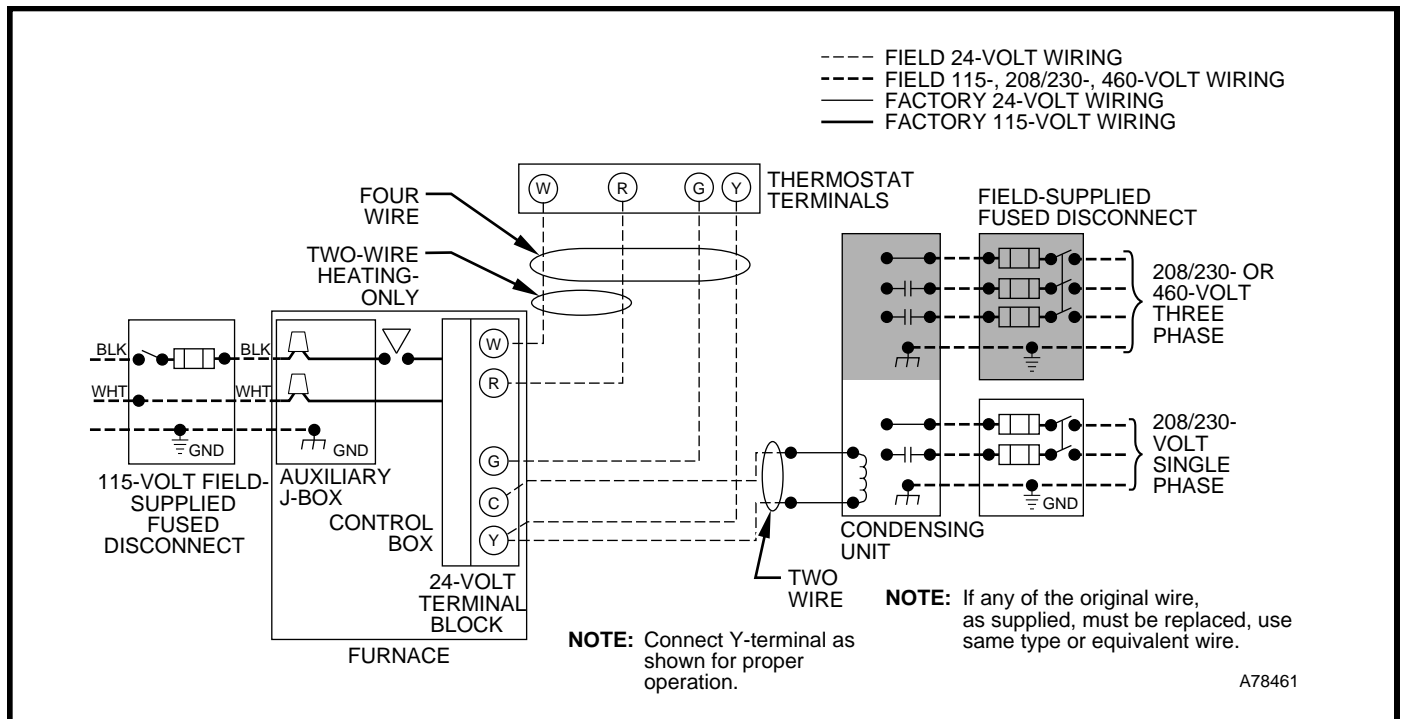 FIELD 24-VOLT WIRING
FIELD 115-, 208/230-, 460-VOLT WIRING
FACTORY 24-VOLT WIRING
FACTORY 115-VOLT WIRING
W
R
G
Y
THERMOSTAT
TERMINALS
FOUR
WIRE
TWO-WIRE
HEATING-
ONLY
FIELD-SUPPLIED
FUSED DISCONNECT
208/230- OR
460-VOLT
THREE
PHASE
BLK
BLK
WHT
WHT
GND
GND
115-VOLT FIELD-
SUPPLIED
FUSED
DISCONNECT
AUXILIARY
J-BOX
CONTROL
BOX
W
R
G
C
Y
24-VOLT
TERMINAL
BLOCK
FURNACE
208/230-
VOLT
SINGLE
PHASE
GND
CONDENSING
UNIT
TWO
WIRE
NOTE: Connect Y-terminal as
shown for proper
operation.
NOTE: If any of the original wire,
as supplied, must be replaced, use
same type or equivalent wire.
A78461